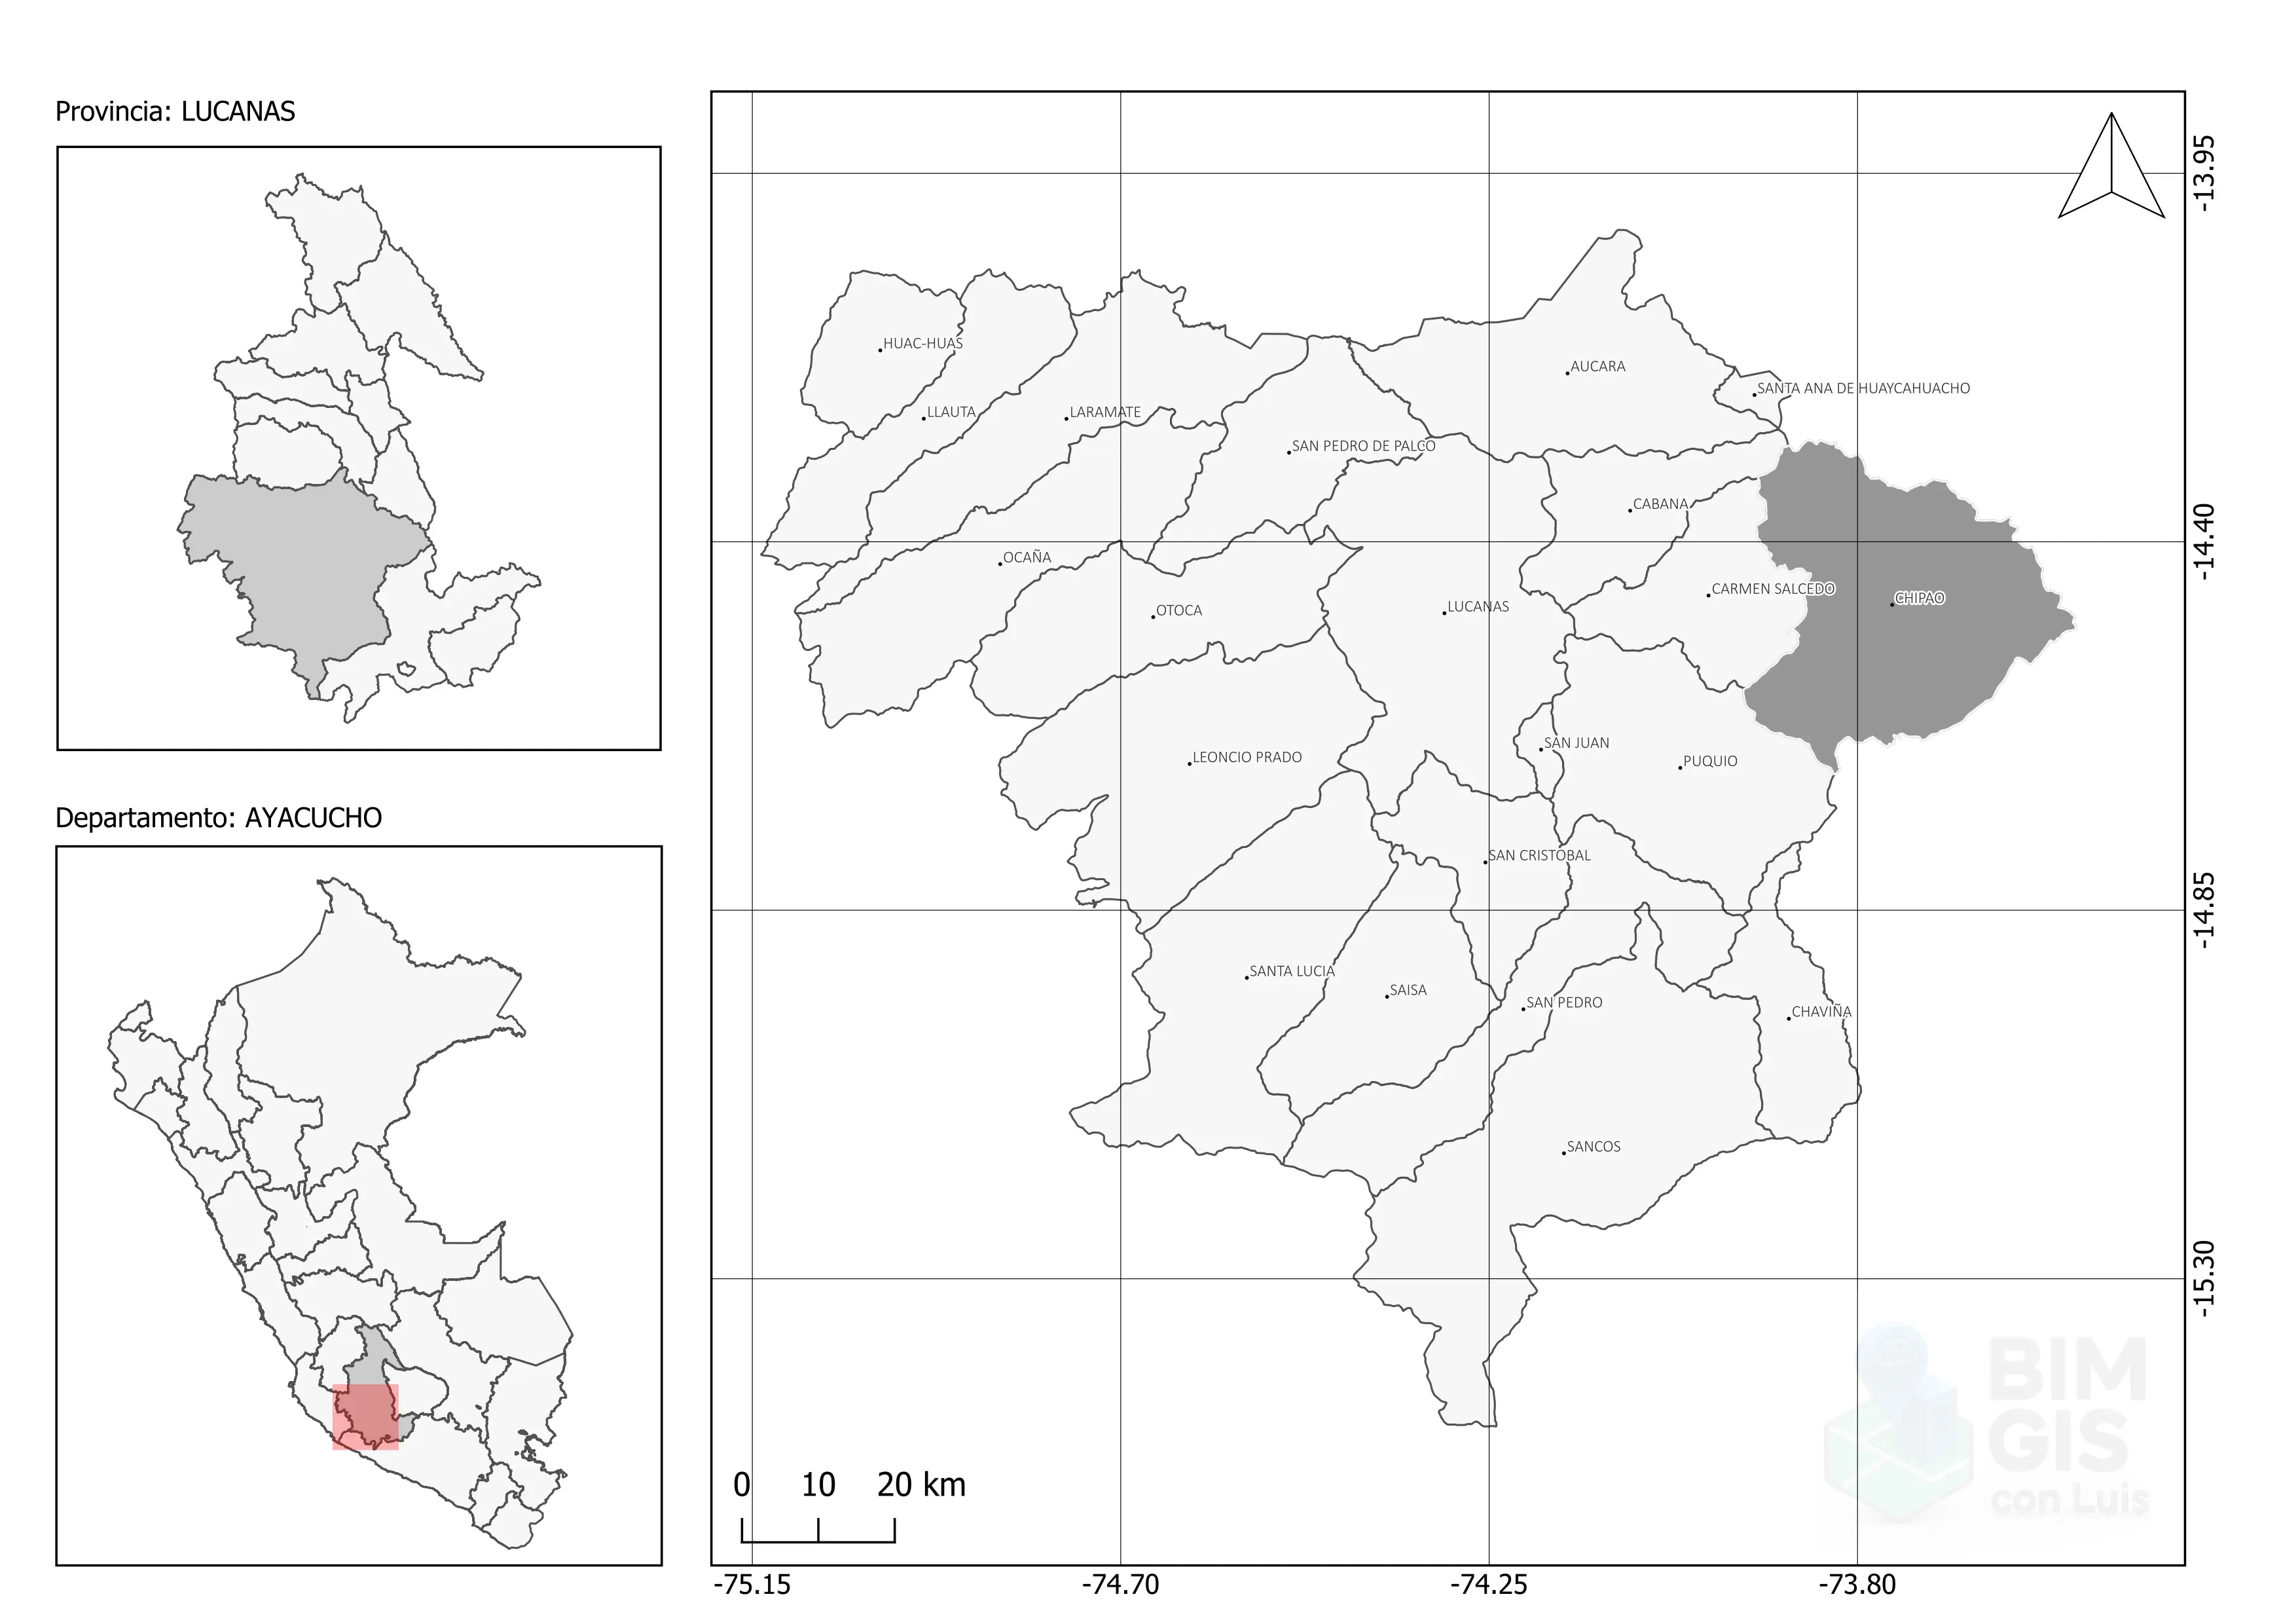 Provincia: LUCANAS
Departamento: AYACUCHO
HUAC-HUAS
AUCARA
SANTA ANA DE HUAYCAHUACHO
LLAUTA
LARAMATE
SAN PEDRO DE PALCO
CABANA
OCAÑA
CARMEN SALCEDO
CHIPAO
OTOCA
LUCANAS
SAN JUAN
LEONCIO PRADO
PUQUIO
SAN CRISTOBAL
SANTA LUCIA
SAISA
SAN PEDRO
CHAVIÑA
SANCOS
-13.95
-14.40
-14.85
-15.30
BIM
GIS
con Luis
0 10 20 km
-75.15 -74.70 -74.25 -73.80